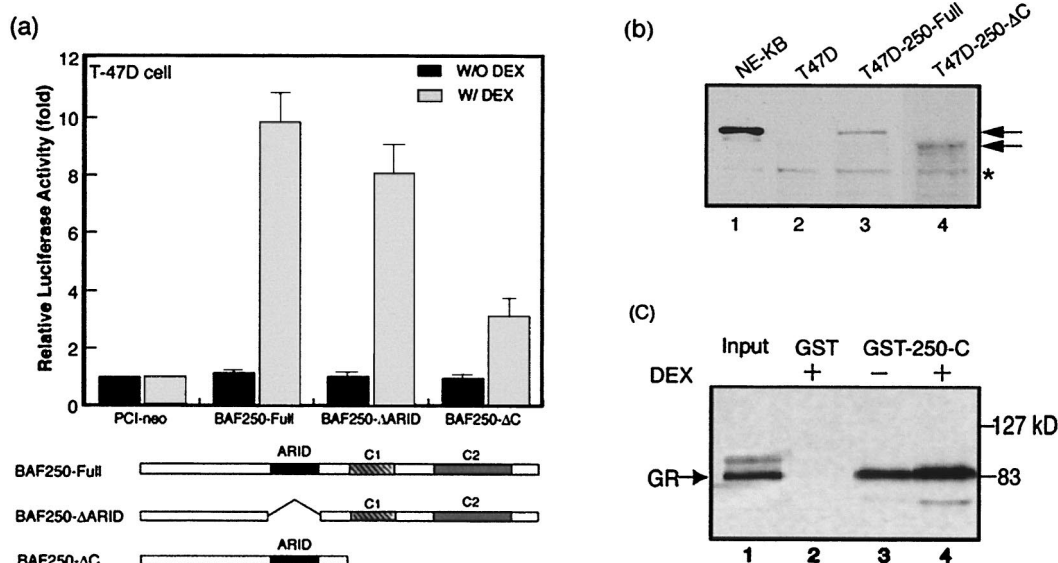 (a)
12
10
8
6
4
2
0
Relative Luciferase Activity (fold)
T-47D cell
W/O DEX
W/ DEX
PCI-neo BAF250-Full BAF250-ΔARID BAF250-ΔC
ARID C1 C2
BAF250-Full
C1 C2
BAF250-ΔARID
ARID
BAF250-ΔC
(b)
NE-KB T47D T47D-250-Full T47D-250-ΔC
*
1 2 3 4
(C)
Input GST GST-250-C
DEX + − +
127 kD
GR 83
1 2 3 4